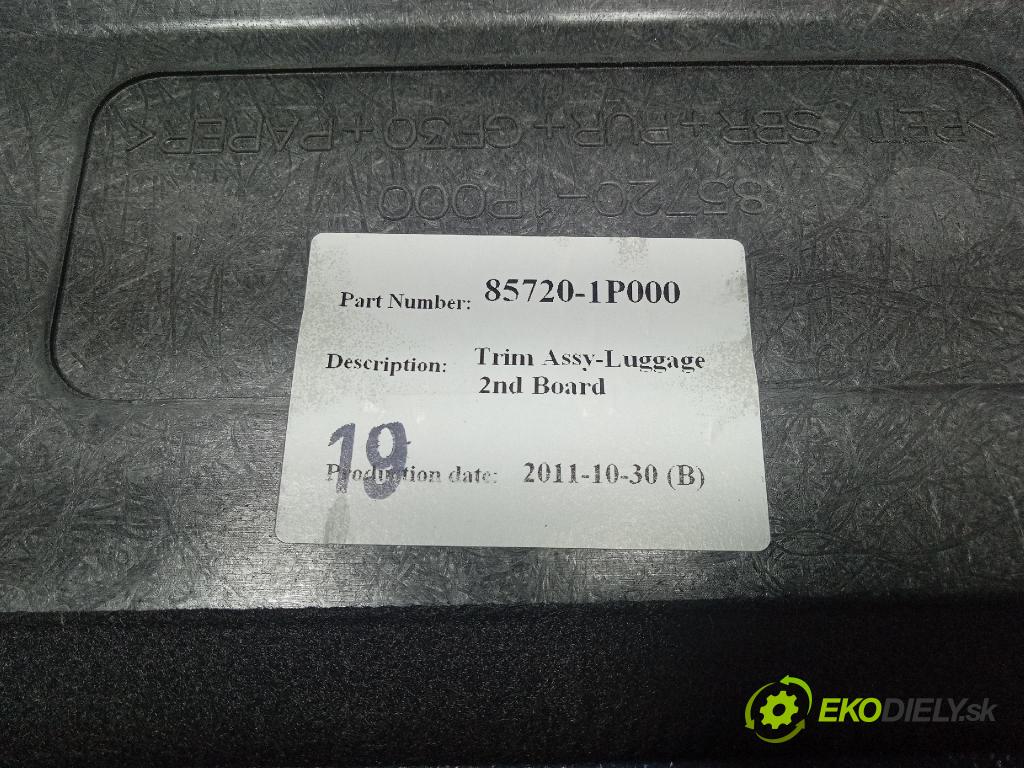 >PET/SBR+PUR+GF30+PAPER<
85720-1P000
Part Number: 85720-1P000
Description: Trim Assy-Luggage
2nd Board
19
Production date: 2011-10-30 (B)
EKODIELY.sk